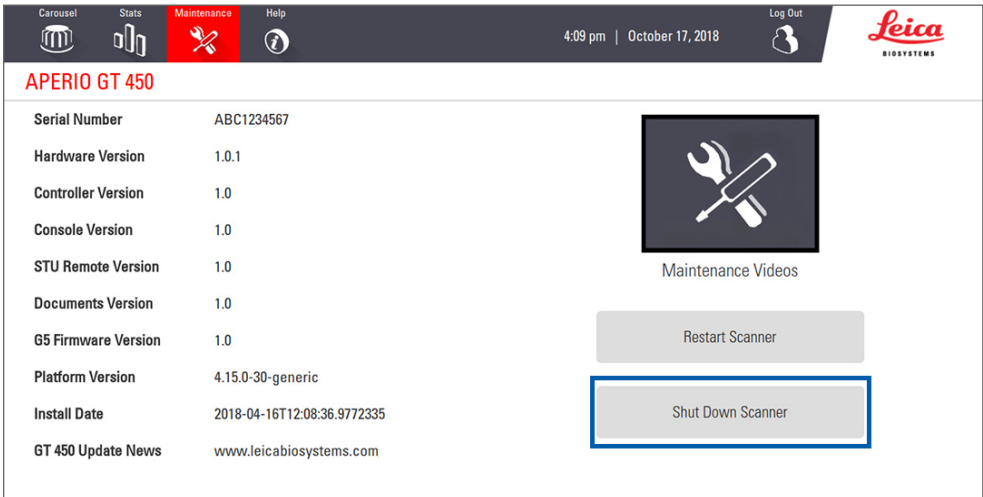 Carousel
Stats
Maintenance
Help
4:09 pm | October 17, 2018
Log Out
Leica
BIOSYSTEMS
APERIO GT 450
Serial Number ABC1234567
Hardware Version 1.0.1
Controller Version 1.0
Console Version 1.0
STU Remote Version 1.0
Documents Version 1.0
G5 Firmware Version 1.0
Platform Version 4.15.0-30-generic
Install Date 2018-04-16T12:08:36.9772335
GT 450 Update News www.leicabiosystems.com
Maintenance Videos
Restart Scanner
Shut Down Scanner